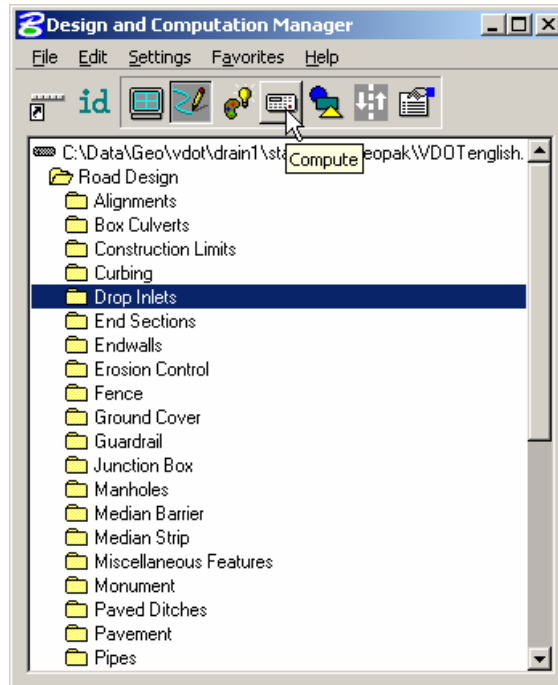 Design and Computation Manager
File Edit Settings Favorites Help
id
C:\Data\Geo\vdot\drain1\sta eopak\VDOTenglish.
Compute
Road Design
Alignments
Box Culverts
Construction Limits
Curbing
Drop Inlets
End Sections
Endwalls
Erosion Control
Fence
Ground Cover
Guardrail
Junction Box
Manholes
Median Barrier
Median Strip
Miscellaneous Features
Monument
Paved Ditches
Pavement
Pipes